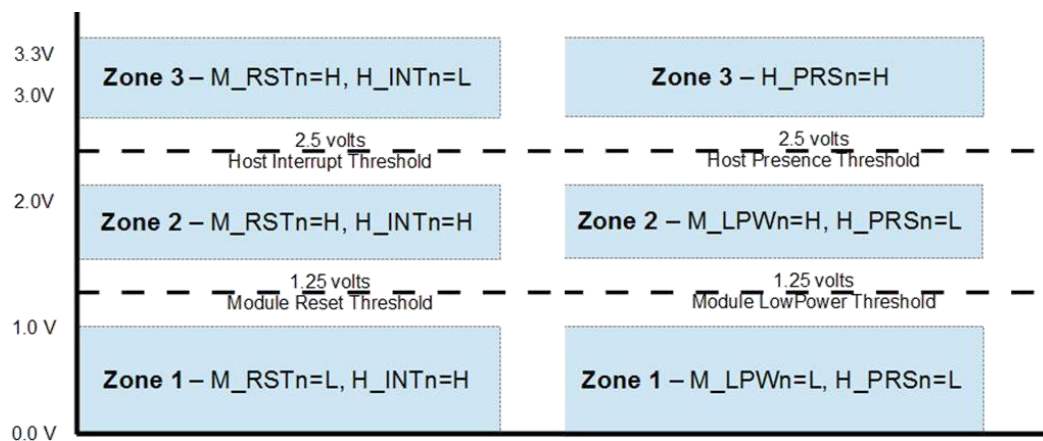 3.3V
3.0V
2.0V
1.0 V
0.0 V
Zone 3 – M_RSTn=H, H_INTn=L
2.5 volts
Host Interrupt Threshold
Zone 2 – M_RSTn=H, H_INTn=H
1.25 volts
Module Reset Threshold
Zone 1 – M_RSTn=L, H_INTn=H
Zone 3 – H_PRSn=H
2.5 volts
Host Presence Threshold
Zone 2 – M_LPWn=H, H_PRSn=L
1.25 volts
Module LowPower Threshold
Zone 1 – M_LPWn=L, H_PRSn=L